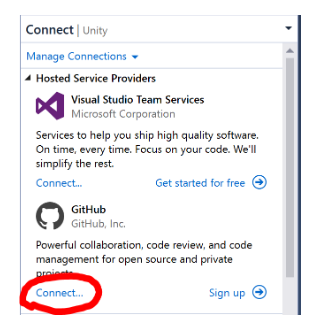 Connect | Unity
Manage Connections
Hosted Service Providers
Visual Studio Team Services
Microsoft Corporation
Services to help you ship high quality software.
On time, every time. Focus on your code. We'll
simplify the rest.
Connect... Get started for free
GitHub
GitHub, Inc.
Powerful collaboration, code review, and code
management for open source and private
projects
Connect... Sign up